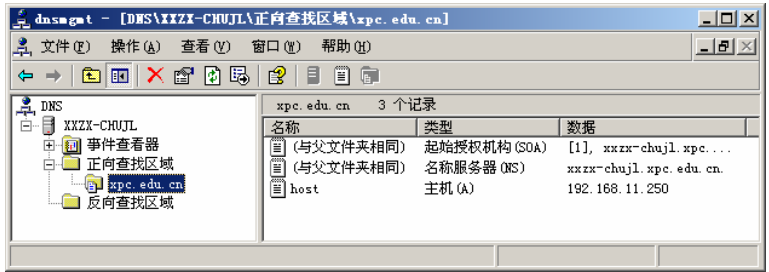 dnsmgmt - [DNS\XXZX-CHUJL\正向查找区域\xpc.edu.cn]
文件(F) 操作(A) 查看(V) 窗口(W) 帮助(H)
DNS
XXZX-CHUJL
事件查看器
正向查找区域
xpc.edu.cn
反向查找区域
xpc.edu.cn 3 个记录
名称 类型 数据
(与父文件夹相同) 起始授权机构(SOA) [1], xxzx-chujl.xpc....
(与父文件夹相同) 名称服务器(NS) xxzx-chujl.xpc.edu.cn.
host 主机(A) 192.168.11.250